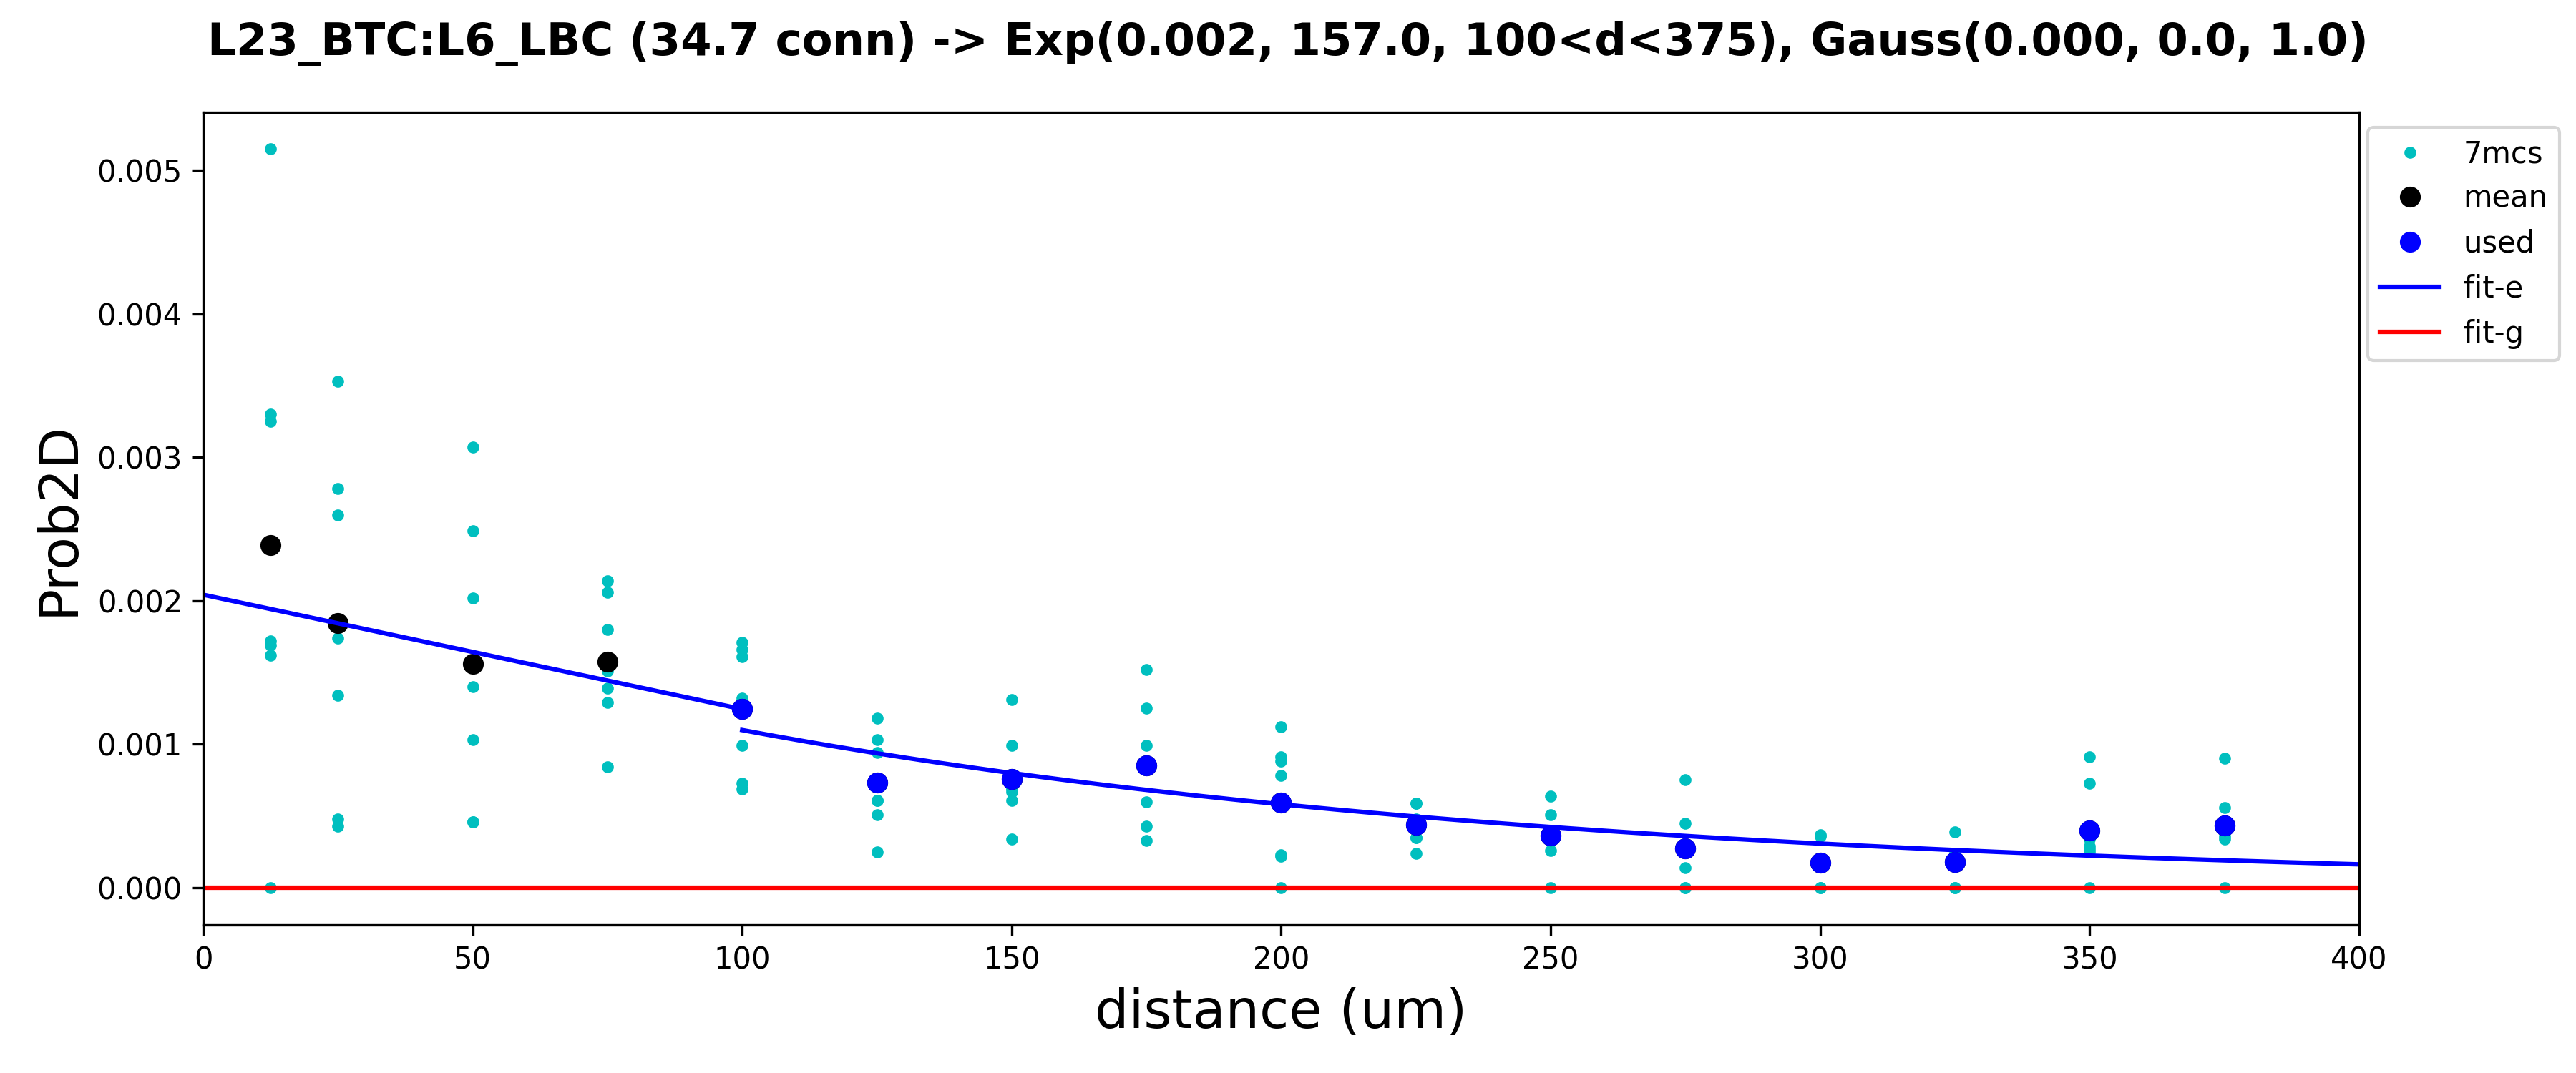 L23_BTC:L6_LBC (34.7 conn) -> Exp(0.002, 157.0, 100<d<375), Gauss(0.000, 0.0, 1.0)
7mcs
mean
used
fit-e
fit-g
Prob2D
0.005
0.004
0.003
0.002
0.001
0.000
0 50 100 150 200 250 300 350 400
distance (um)